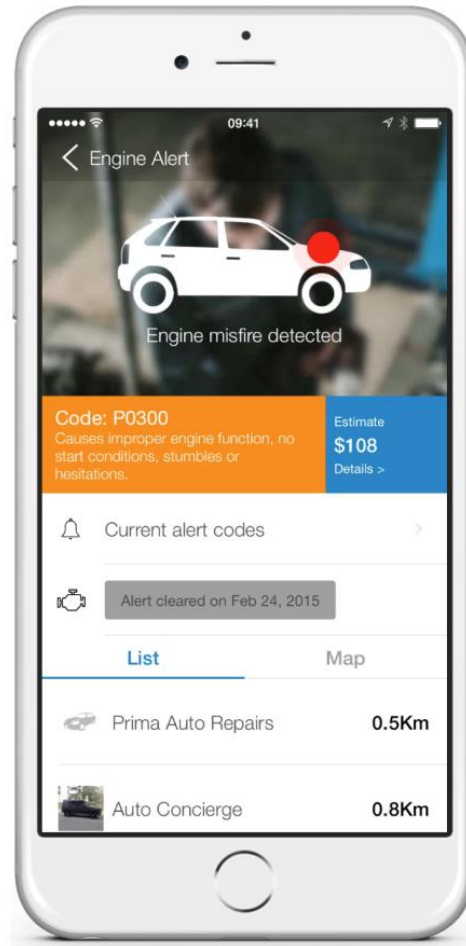 09:41
Engine Alert
Engine misfire detected
Code: P0300
Causes improper engine function, no
start conditions, stumbles or
hesitations.
Estimate
$108
Details >
Current alert codes
Alert cleared on Feb 24, 2015
List
Map
Prima Auto Repairs
0.5Km
Auto Concierge
0.8Km